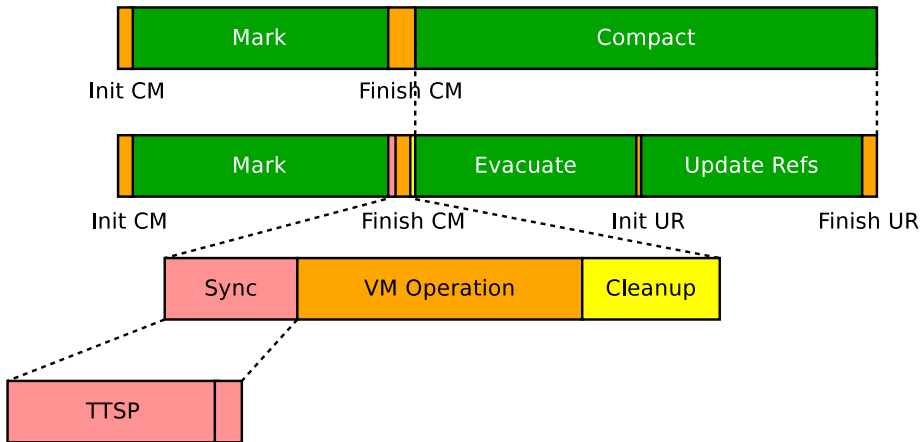 Mark Compact
Init CM Finish CM
Mark Evacuate Update Refs
Init CM Finish CM Init UR Finish UR
Sync VM Operation Cleanup
TTSP